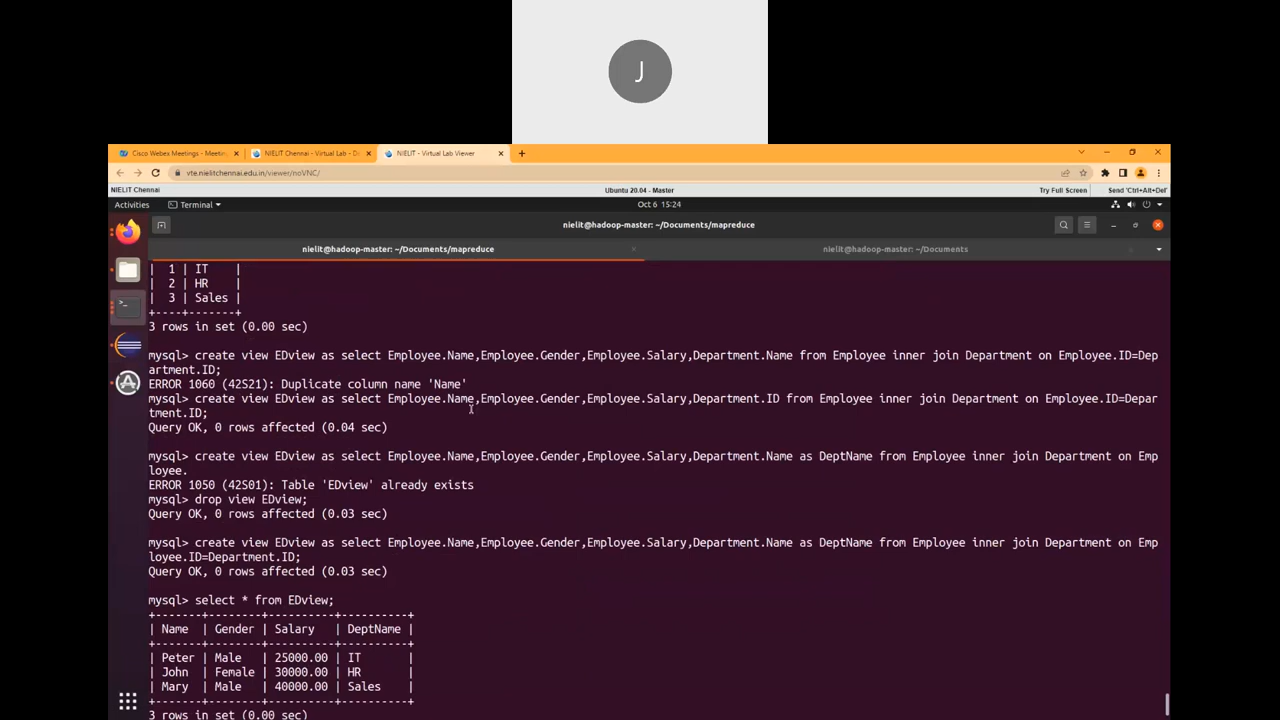 J
Cisco Webex Meetings - Meetin
NIELIT Chennai - Virtual Lab - D
NIELIT - Virtual Lab Viewer
vte.nielitchennai.edu.in/viewer/noVNC/
NIELIT Chennai
Ubuntu 20.04 - Master
Try Full Screen
Send 'Ctrl+Alt+Del'
Activities
Terminal
Oct 6 15:24
nielit@hadoop-master: ~/Documents/mapreduce
nielit@hadoop-master: ~/Documents/mapreduce
nielit@hadoop-master: ~/Documents
| 1 | IT |
| 2 | HR |
| 3 | Sales |
+----+-------+
3 rows in set (0.00 sec)
mysql> create view EDview as select Employee.Name,Employee.Gender,Employee.Salary,Department.Name from Employee inner join Department on Employee.ID=Dep
artment.ID;
ERROR 1060 (42S21): Duplicate column name 'Name'
mysql> create view EDview as select Employee.Name,Employee.Gender,Employee.Salary,Department.ID from Employee inner join Department on Employee.ID=Depar
tment.ID;
Query OK, 0 rows affected (0.04 sec)
mysql> create view EDview as select Employee.Name,Employee.Gender,Employee.Salary,Department.Name as DeptName from Employee inner join Department on Emp
loyee.
ERROR 1050 (42S01): Table 'EDview' already exists
mysql> drop view EDview;
Query OK, 0 rows affected (0.03 sec)
mysql> create view EDview as select Employee.Name,Employee.Gender,Employee.Salary,Department.Name as DeptName from Employee inner join Department on Emp
loyee.ID=Department.ID;
Query OK, 0 rows affected (0.03 sec)
mysql> select * from EDview;
+-------+--------+----------+----------+
| Name | Gender | Salary | DeptName |
+-------+--------+----------+----------+
| Peter | Male | 25000.00 | IT |
| John | Female | 30000.00 | HR |
| Mary | Male | 40000.00 | Sales |
+-------+--------+----------+----------+
3 rows in set (0.00 sec)